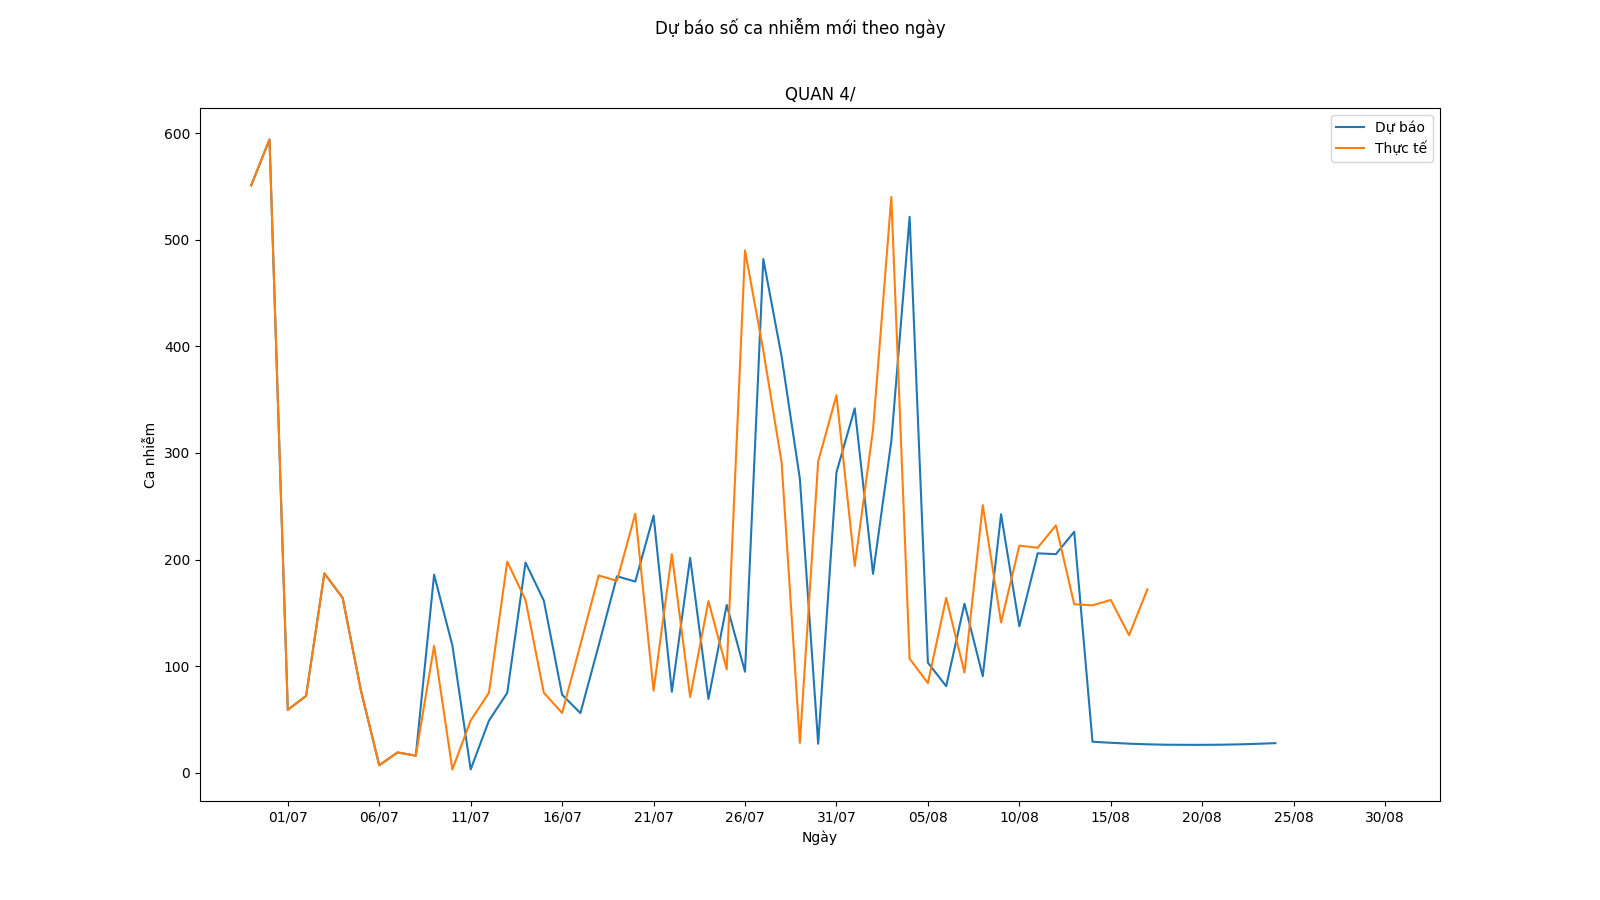 Dự báo số ca nhiễm mới theo ngày
QUAN 4/
Dự báo
Thực tế
Ca nhiễm
600
500
400
300
200
100
0
01/07 06/07 11/07 16/07 21/07 26/07 31/07 05/08 10/08 15/08 20/08 25/08 30/08
Ngày